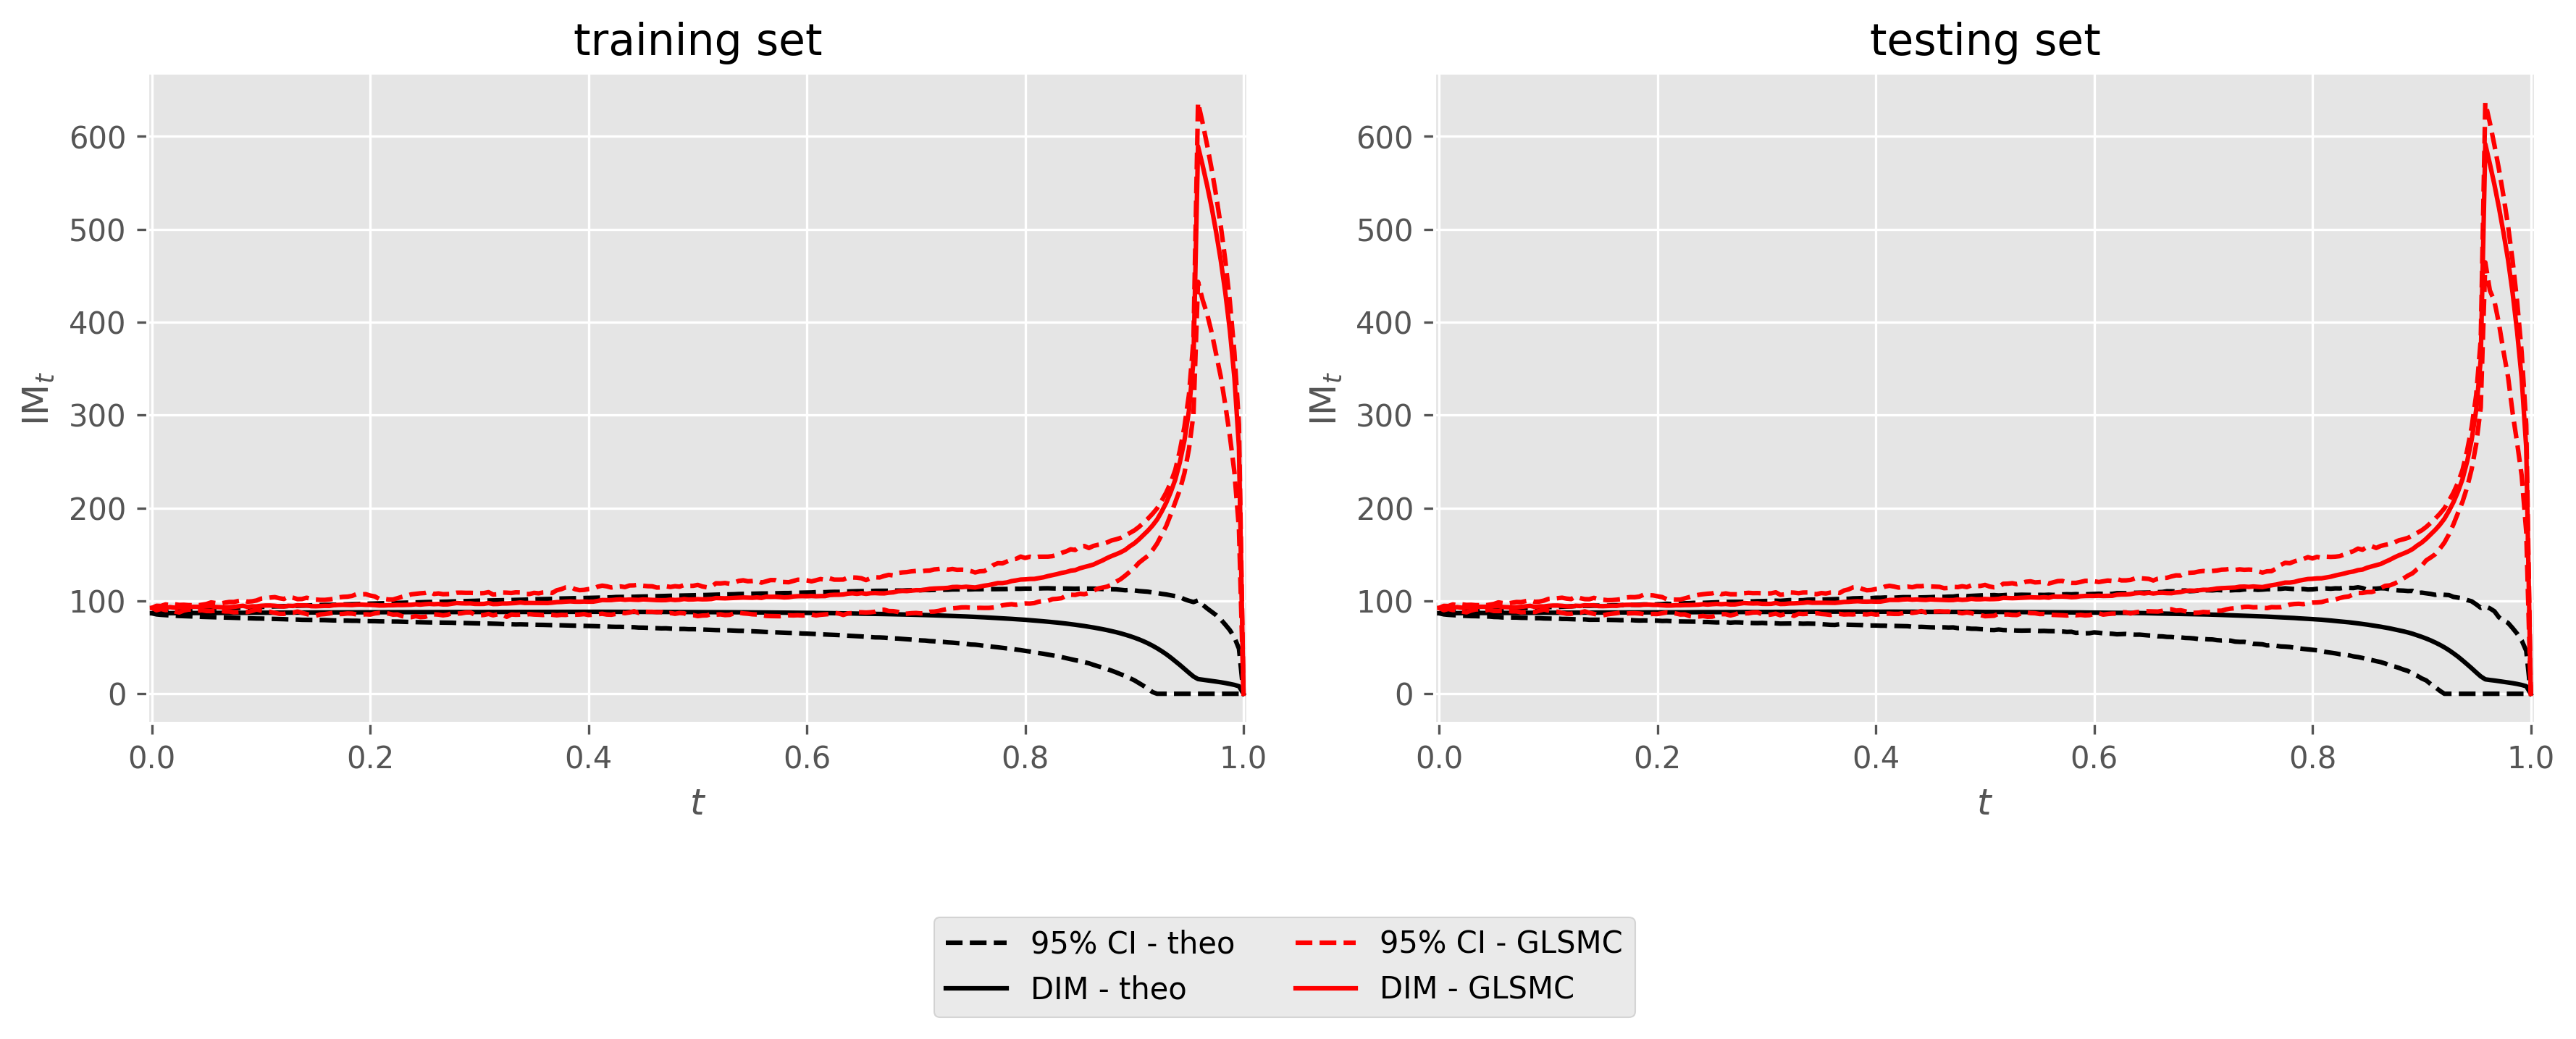 training set
testing set
600
500
400
300
200
100
0
IM_t
0.0 0.2 0.4 0.6 0.8 1.0
t
600
500
400
300
200
100
0
IM_t
0.0 0.2 0.4 0.6 0.8 1.0
t
95% CI - theo
DIM - theo
95% CI - GLSMC
DIM - GLSMC